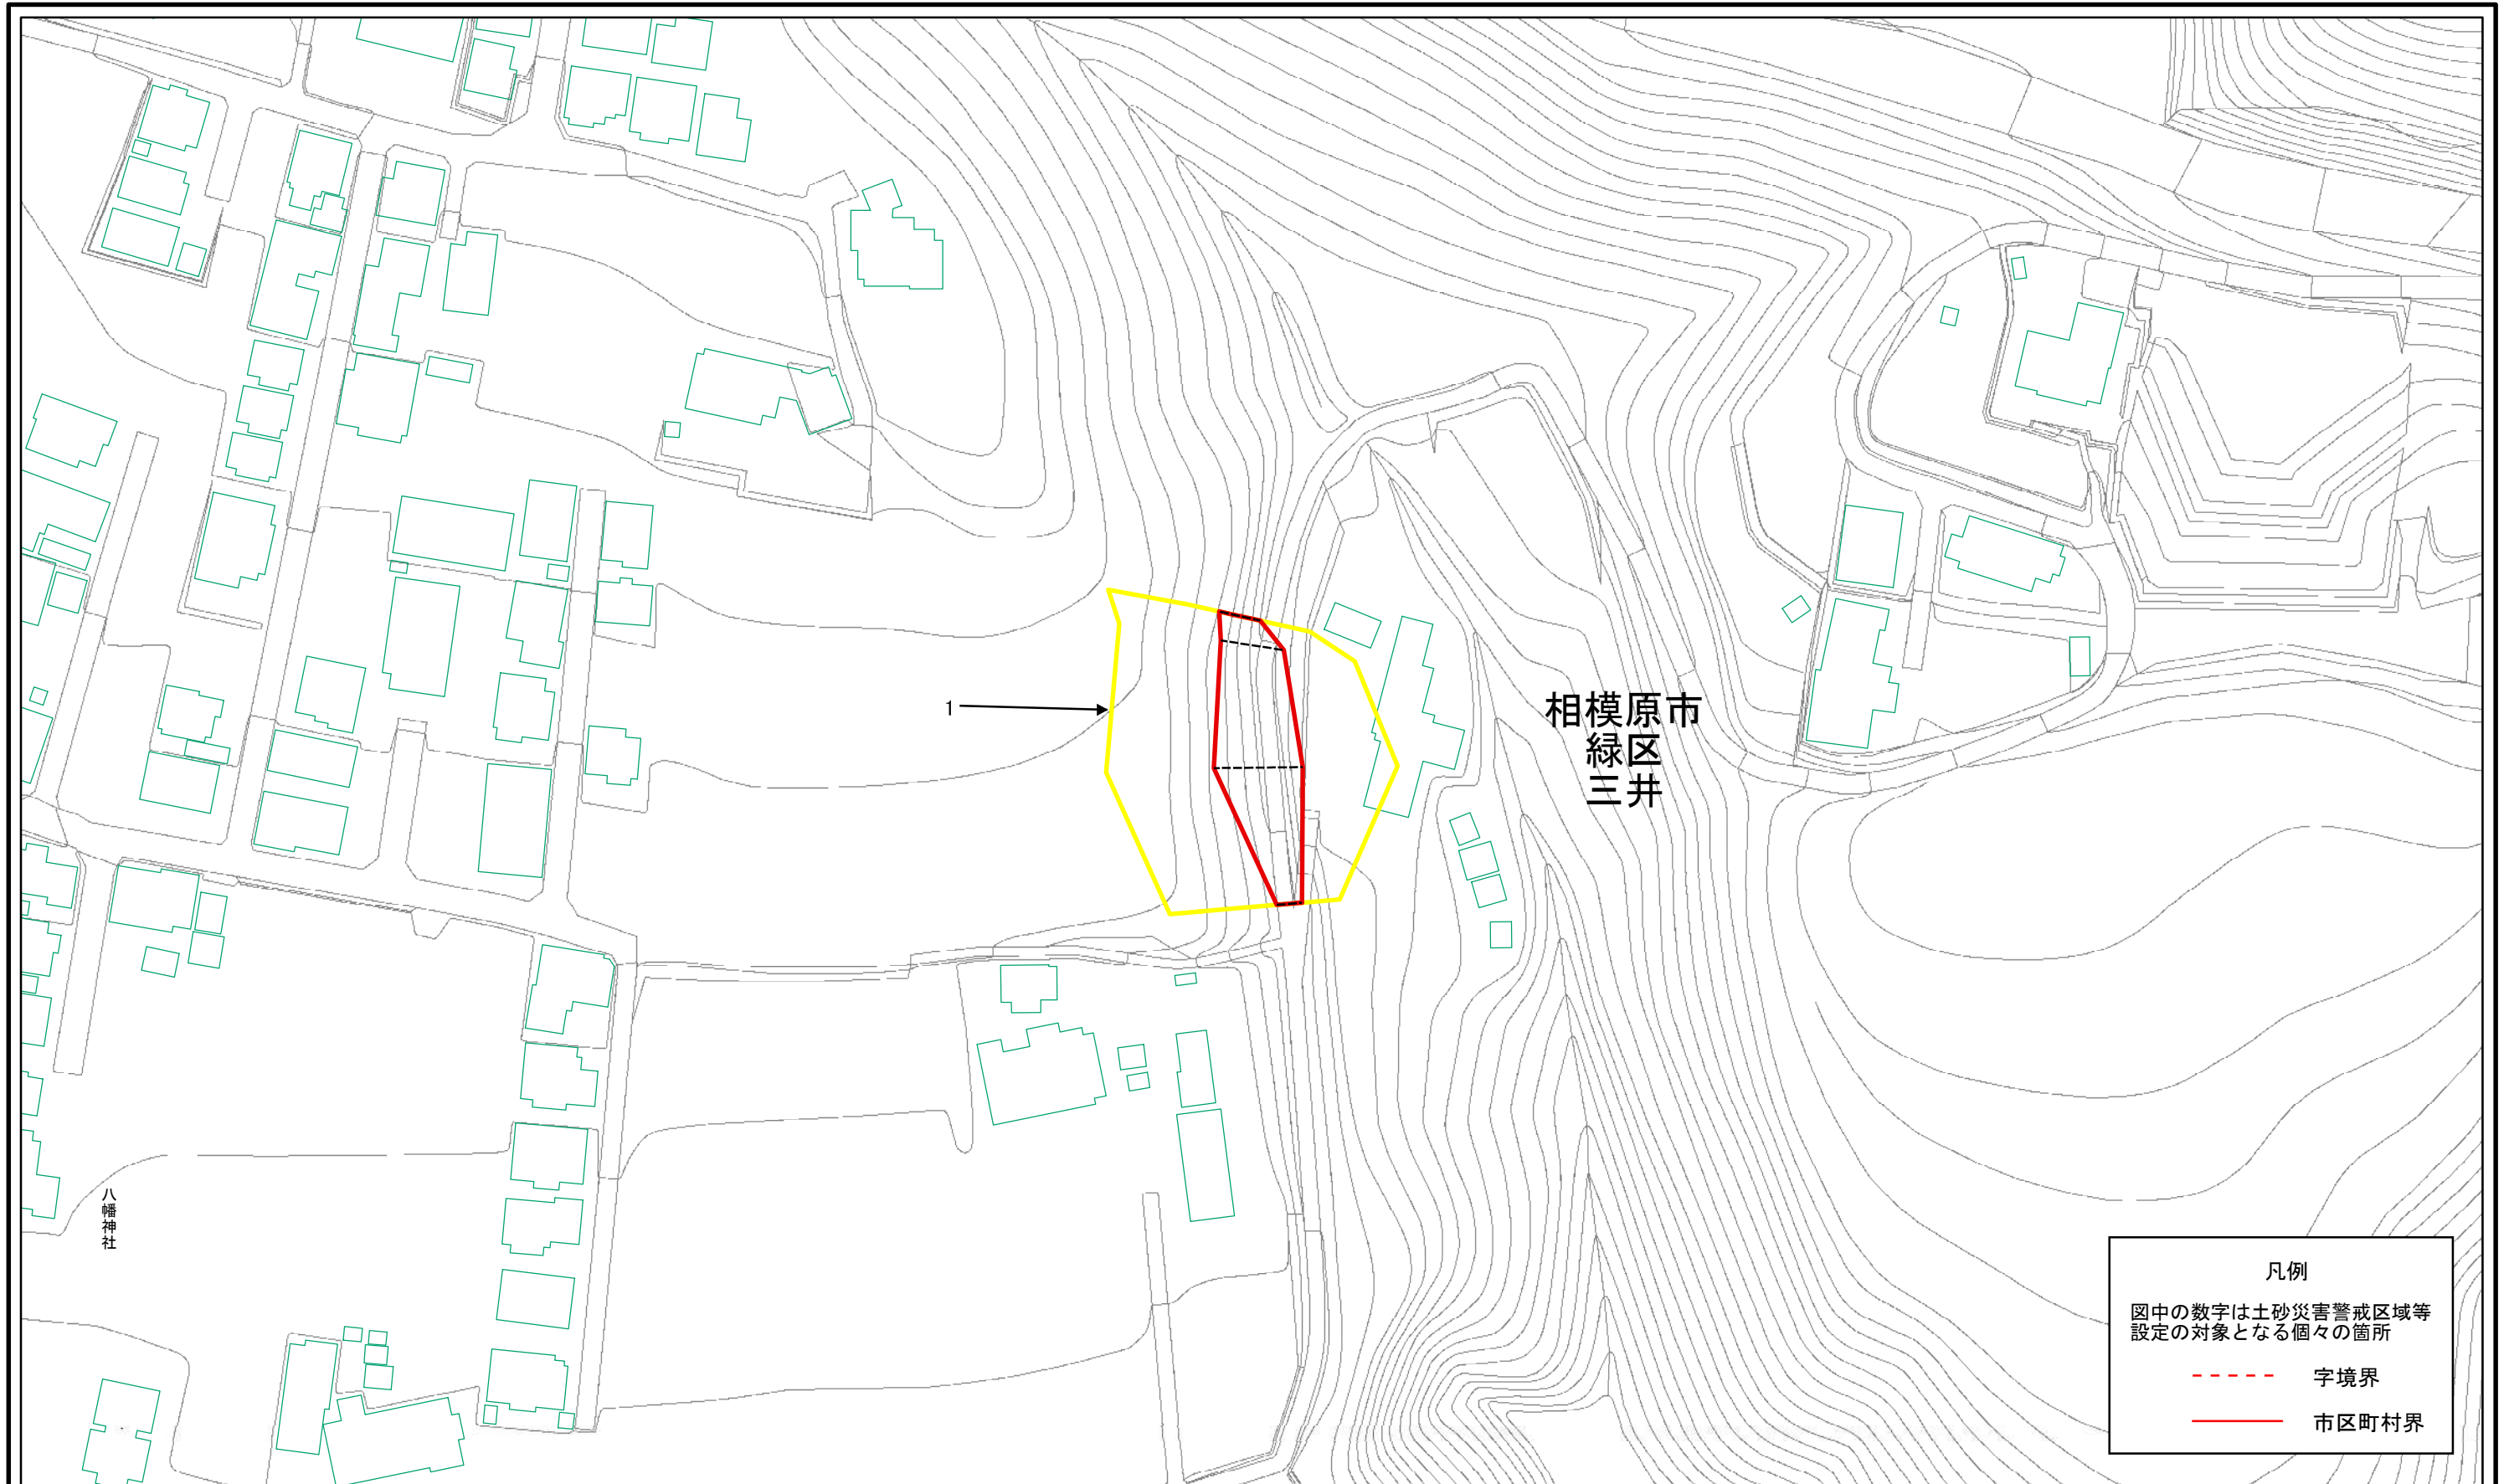 1
相模原市
緑区
三井
八幡神社
凡例
図中の数字は土砂災害警戒区域等
設定の対象となる個々の箇所
字境界
市区町村界